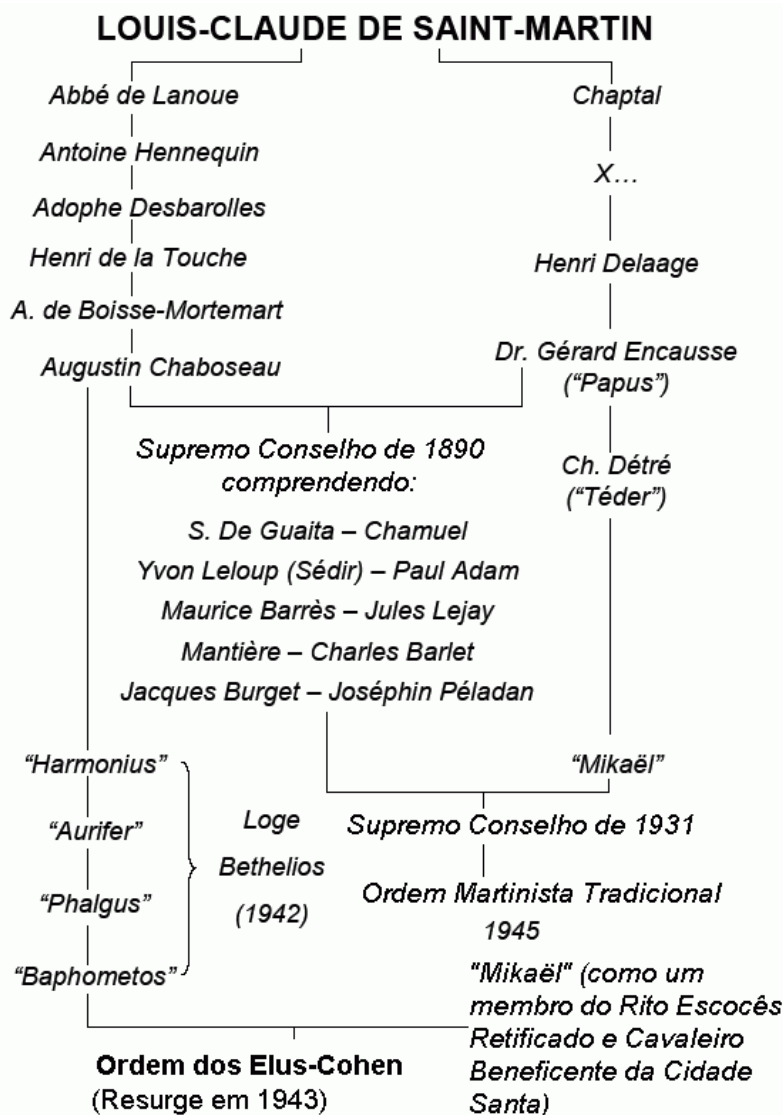 LOUIS-CLAUDE DE SAINT-MARTIN
Abbé de Lanoue
Chaptal
Antoine Hennequin
X...
Adophe Desbarolles
Henri de la Touche
Henri Delaage
A. de Boisse-Mortemart
Augustin Chaboseau
Dr. Gérard Encausse
(“Papus”)
Supremo Conselho de 1890
comprendendo:
Ch. Détré
(“Téder”)
S. De Guaita – Chamuel
Yvon Leloup (Sédir) – Paul Adam
Maurice Barrès – Jules Lejay
Mantière – Charles Barlet
Jacques Burget – Joséphin Péladan
“Harmonius”
“Mikaël”
“Aurifer”
“Phalgus”
“Baphometos”
Loge
Bethelios
(1942)
Supremo Conselho de 1931
Ordem Martinista Tradicional
1945
"Mikaël" (como um
membro do Rito Escocês
Retificado e Cavaleiro
Beneficente da Cidade
Santa)
Ordem dos Elus-Cohen
(Resurge em 1943)